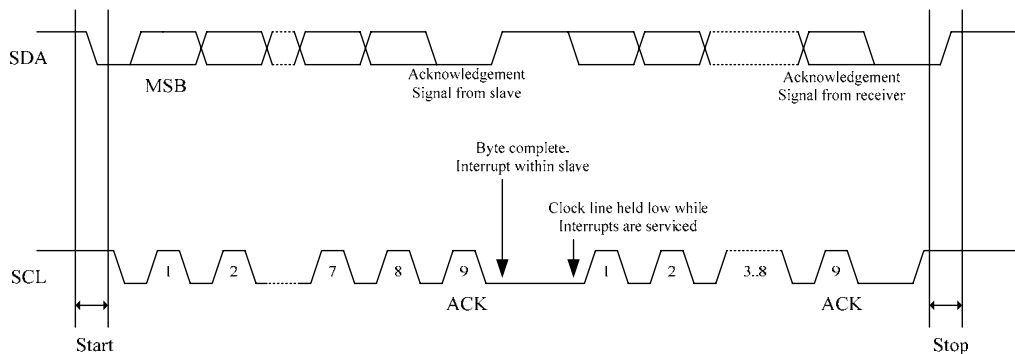 SDA
MSB
Acknowledgement
Signal from slave
Acknowledgement
Signal from receiver
Byte complete-
Interrupt within slave
Clock line held low while
Interrupts are serviced
SCL
1
2
7
8
9
1
2
3..8
9
ACK
ACK
Start
Stop